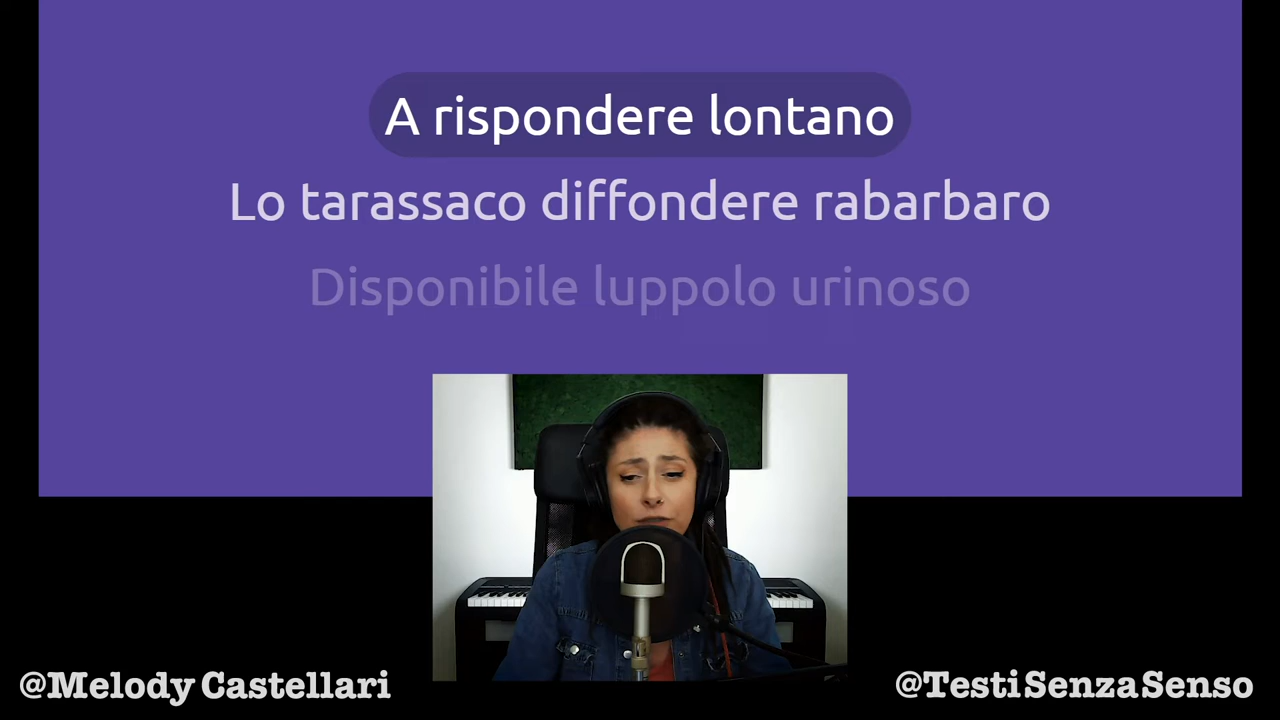 A rispondere lontano
Lo tarassaco diffondere rabarbaro
Disponibile luppolo urinoso
@Melody Castellari
@TestiSenzaSenso